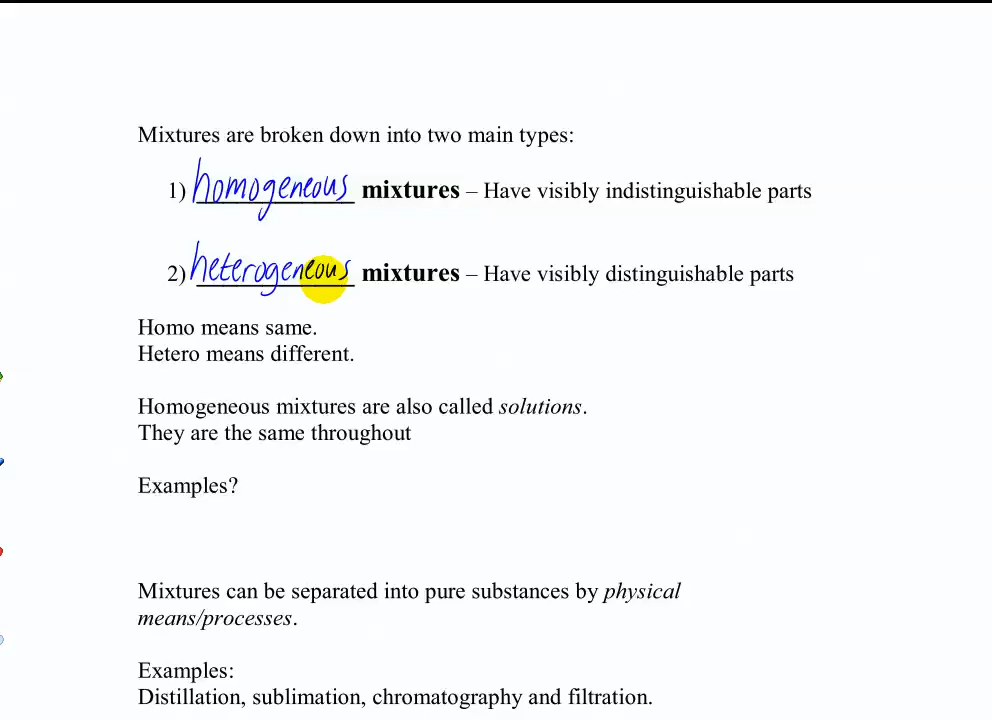 Mixtures are broken down into two main types:
1) homogeneous mixtures – Have visibly indistinguishable parts
2) heterogeneous mixtures – Have visibly distinguishable parts
Homo means same.
Hetero means different.
Homogeneous mixtures are also called solutions.
They are the same throughout
Examples?
Mixtures can be separated into pure substances by physical
means/processes.
Examples:
Distillation, sublimation, chromatography and filtration.